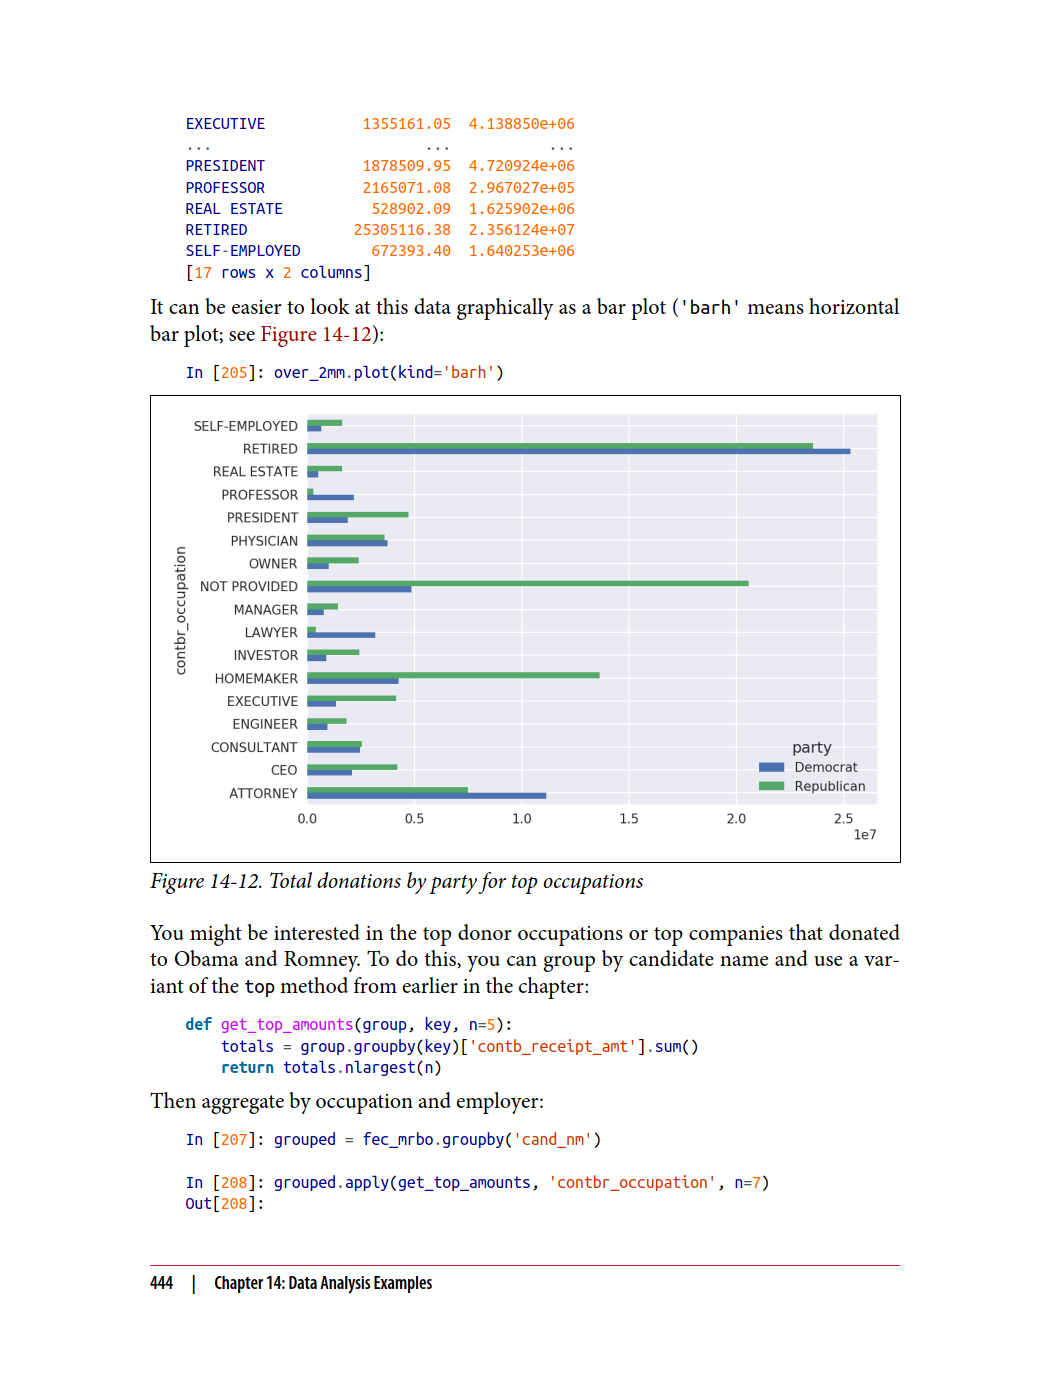 EXECUTIVE 1355161.05 4.138850e+06
... ... ...
PRESIDENT 1878509.95 4.720924e+06
PROFESSOR 2165071.08 2.967027e+05
REAL ESTATE 528902.09 1.625902e+06
RETIRED 25305116.38 2.356124e+07
SELF-EMPLOYED 672393.40 1.640253e+06
[17 rows x 2 columns]
It can be easier to look at this data graphically as a bar plot ('barh' means horizontal
bar plot; see Figure 14-12):
In [205]: over_2mm.plot(kind='barh')
SELF-EMPLOYED
RETIRED
REAL ESTATE
PROFESSOR
PRESIDENT
PHYSICIAN
OWNER
NOT PROVIDED
MANAGER
LAWYER
INVESTOR
HOMEMAKER
EXECUTIVE
ENGINEER
CONSULTANT
CEO
ATTORNEY
contbr_occupation
party
Democrat
Republican
0.0 0.5 1.0 1.5 2.0 2.5
1e7
Figure 14-12. Total donations by party for top occupations
You might be interested in the top donor occupations or top companies that donated
to Obama and Romney. To do this, you can group by candidate name and use a var-
iant of the top method from earlier in the chapter:
def get_top_amounts(group, key, n=5):
    totals = group.groupby(key)['contb_receipt_amt'].sum()
    return totals.nlargest(n)
Then aggregate by occupation and employer:
In [207]: grouped = fec_mrbo.groupby('cand_nm')
In [208]: grouped.apply(get_top_amounts, 'contbr_occupation', n=7)
Out[208]:
444 | Chapter 14: Data Analysis Examples